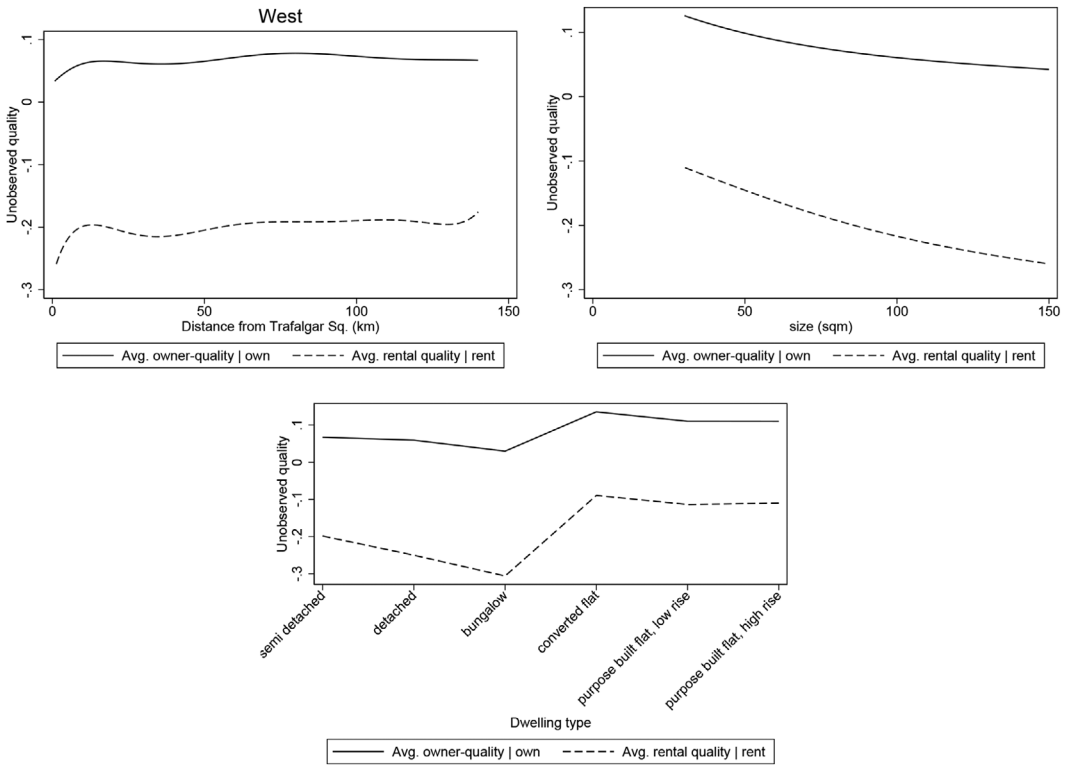 West
Unobserved quality
.1
0
-.1
-.2
-.3
0 50 100 150
Distance from Trafalgar Sq. (km)
Avg. owner-quality | own Avg. rental quality | rent
Unobserved quality
.1
0
-.1
-.2
-.3
0 50 100 150
size (sqm)
Avg. owner-quality | own Avg. rental quality | rent
Unobserved quality
.1
0
-.1
-.2
-.3
semi detached
detached
bungalow
converted flat
purpose built flat, low rise
purpose built flat, high rise
Dwelling type
Avg. owner-quality | own Avg. rental quality | rent